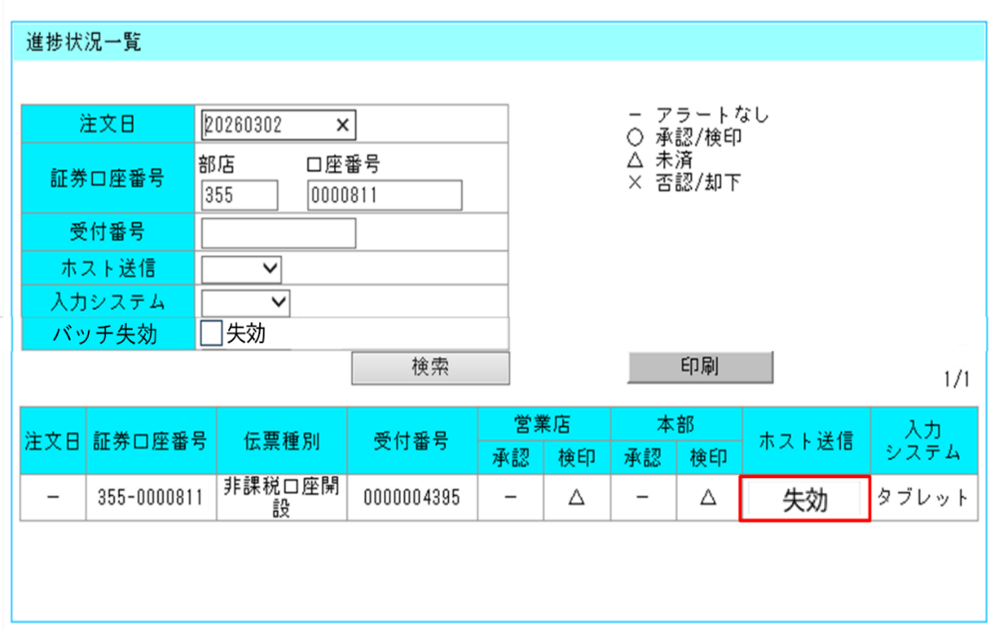 進捗状況一覧
注文日 20260302 ×
証券口座番号 部店 口座番号
355 0000811
受付番号
ホスト送信
入力システム
バッチ失効 失効
− アラートなし
○ 承認/検印
△ 未済
× 否認/却下
検索 印刷 1/1
注文日 証券口座番号 伝票種別 受付番号 営業店 本部 ホスト送信 入力
システム
承認 検印 承認 検印
− 355-0000811 非課税口座開
設 0000004395 − △ − △ 失効 タブレット